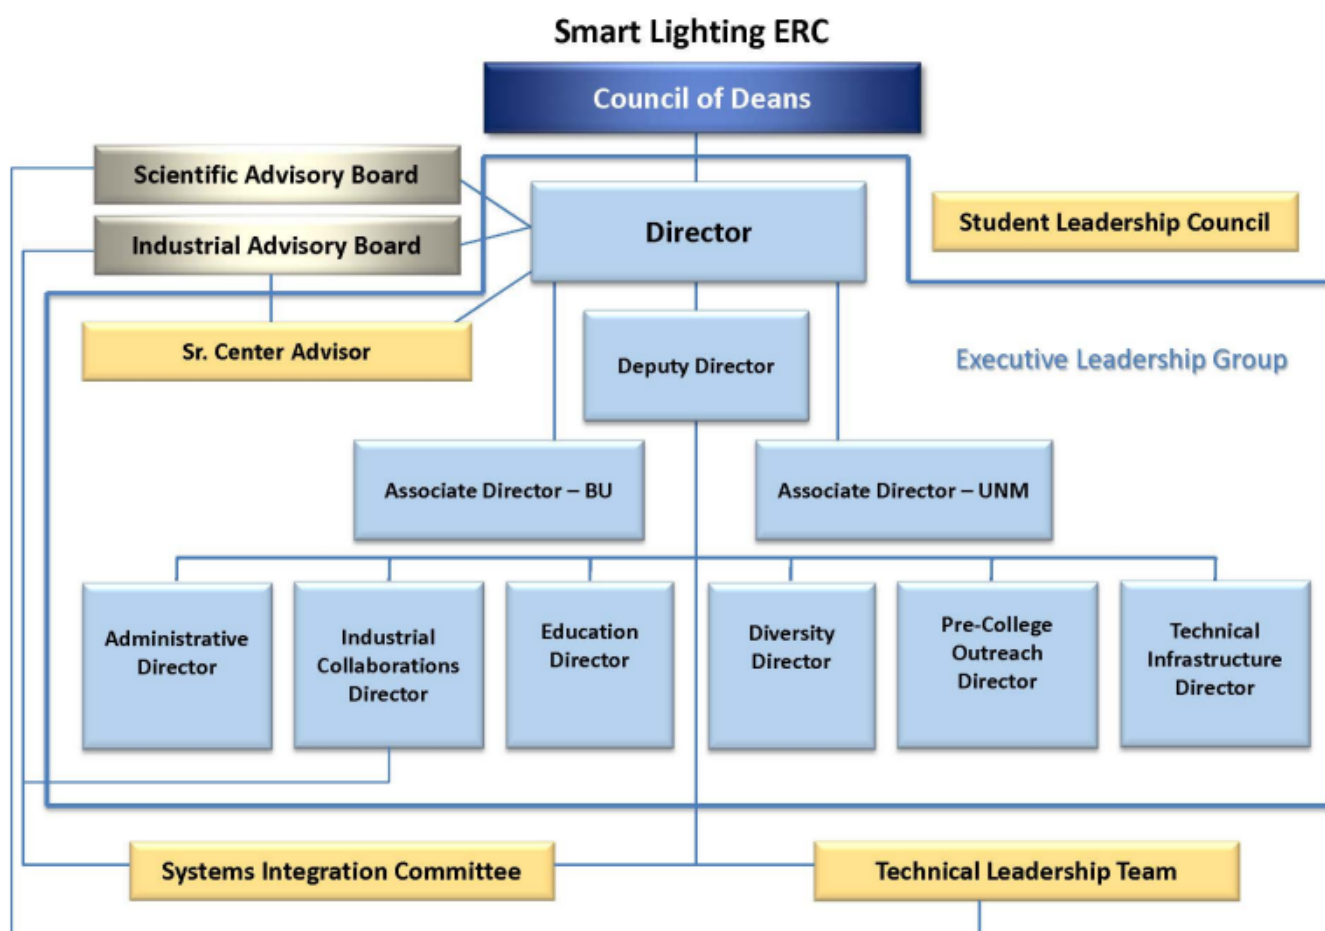 Smart Lighting ERC
Council of Deans
Scientific Advisory Board
Industrial Advisory Board
Director
Student Leadership Council
Sr. Center Advisor
Deputy Director
Executive Leadership Group
Associate Director – BU
Associate Director – UNM
Administrative
Director
Industrial
Collaborations
Director
Education
Director
Diversity
Director
Pre-College
Outreach
Director
Technical
Infrastructure
Director
Systems Integration Committee
Technical Leadership Team